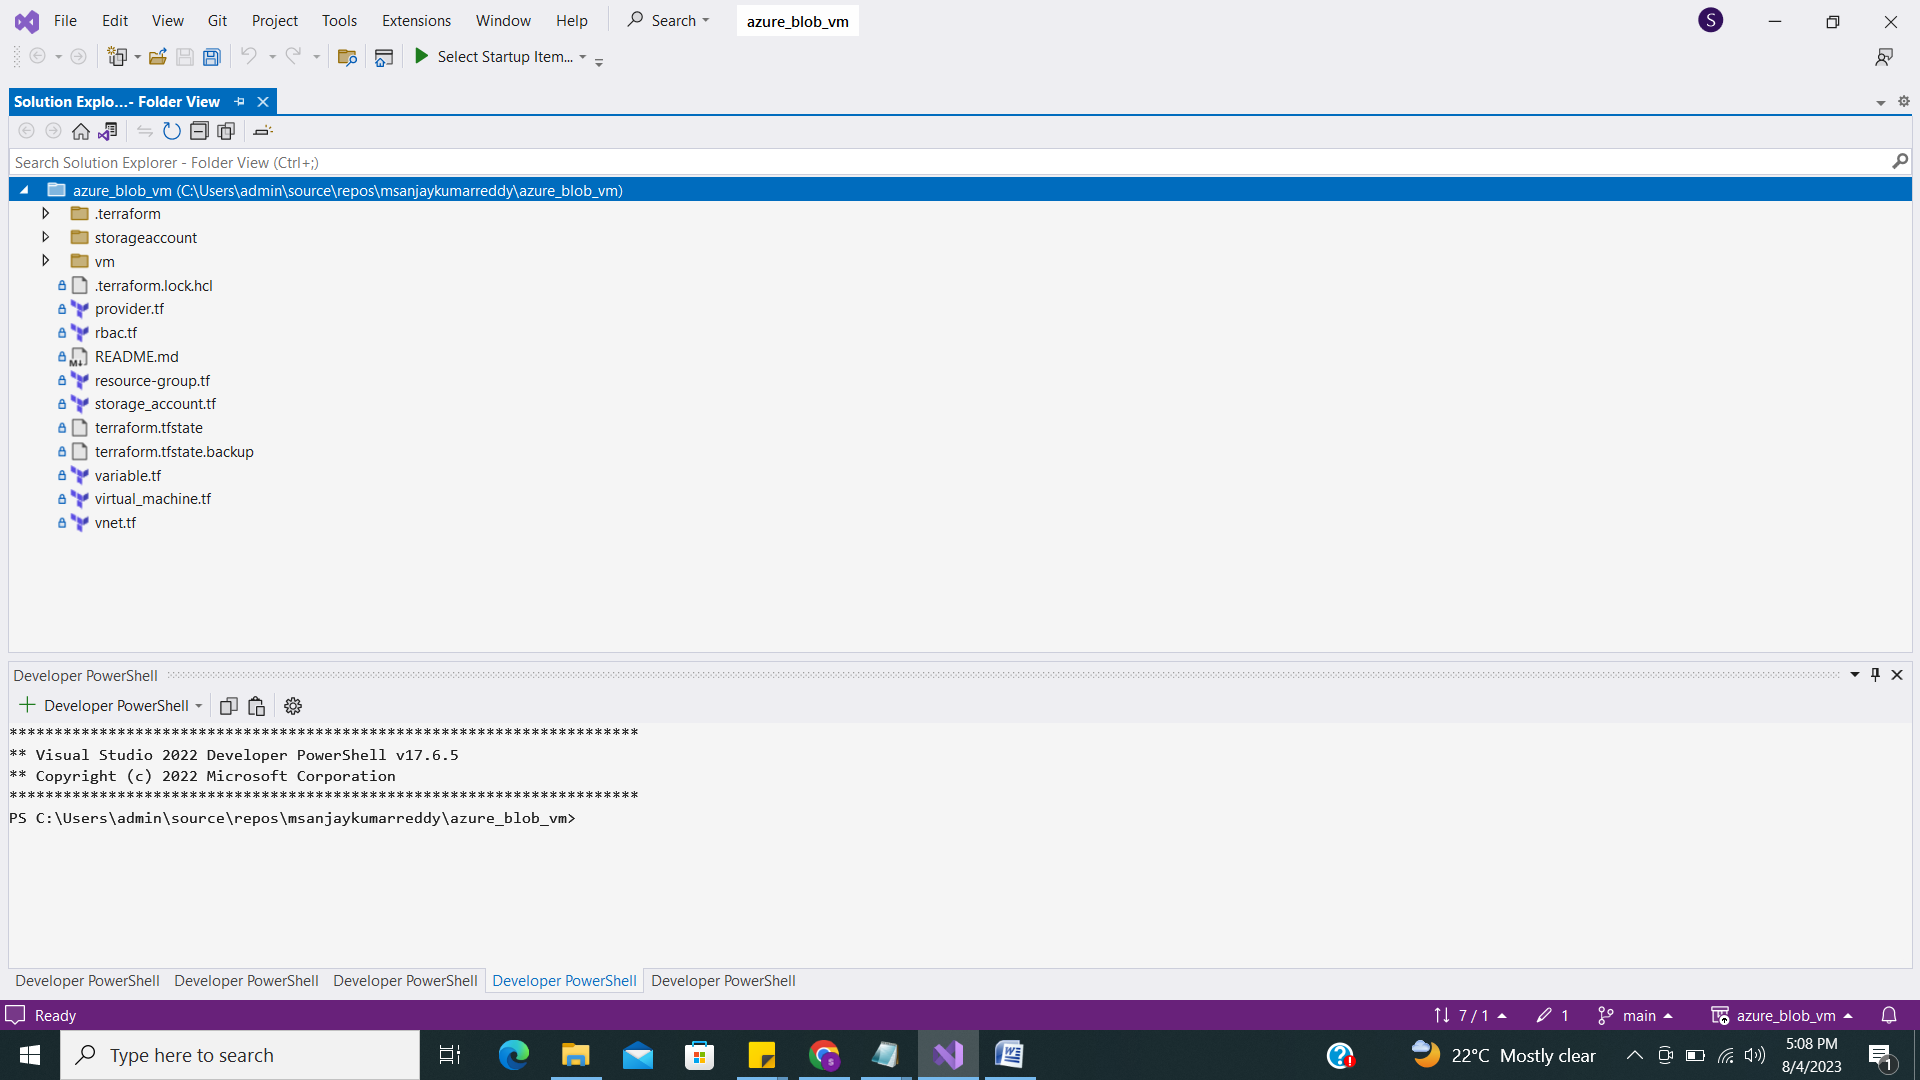 File Edit View Git Project Tools Extensions Window Help Search azure_blob_vm S
Select Startup Item...
Solution Explo...- Folder View
Search Solution Explorer - Folder View (Ctrl+;)
azure_blob_vm (C:\Users\admin\source\repos\msanjaykumarreddy\azure_blob_vm)
.terraform
storageaccount
vm
.terraform.lock.hcl
provider.tf
rbac.tf
README.md
resource-group.tf
storage_account.tf
terraform.tfstate
terraform.tfstate.backup
variable.tf
virtual_machine.tf
vnet.tf
Developer PowerShell
Developer PowerShell
**********************************************************************
** Visual Studio 2022 Developer PowerShell v17.6.5
** Copyright (c) 2022 Microsoft Corporation
**********************************************************************
PS C:\Users\admin\source\repos\msanjaykumarreddy\azure_blob_vm>
Developer PowerShell Developer PowerShell Developer PowerShell Developer PowerShell Developer PowerShell
Ready 7 / 1 1 main azure_blob_vm
Type here to search 22°C Mostly clear 5:08 PM
8/4/2023 1